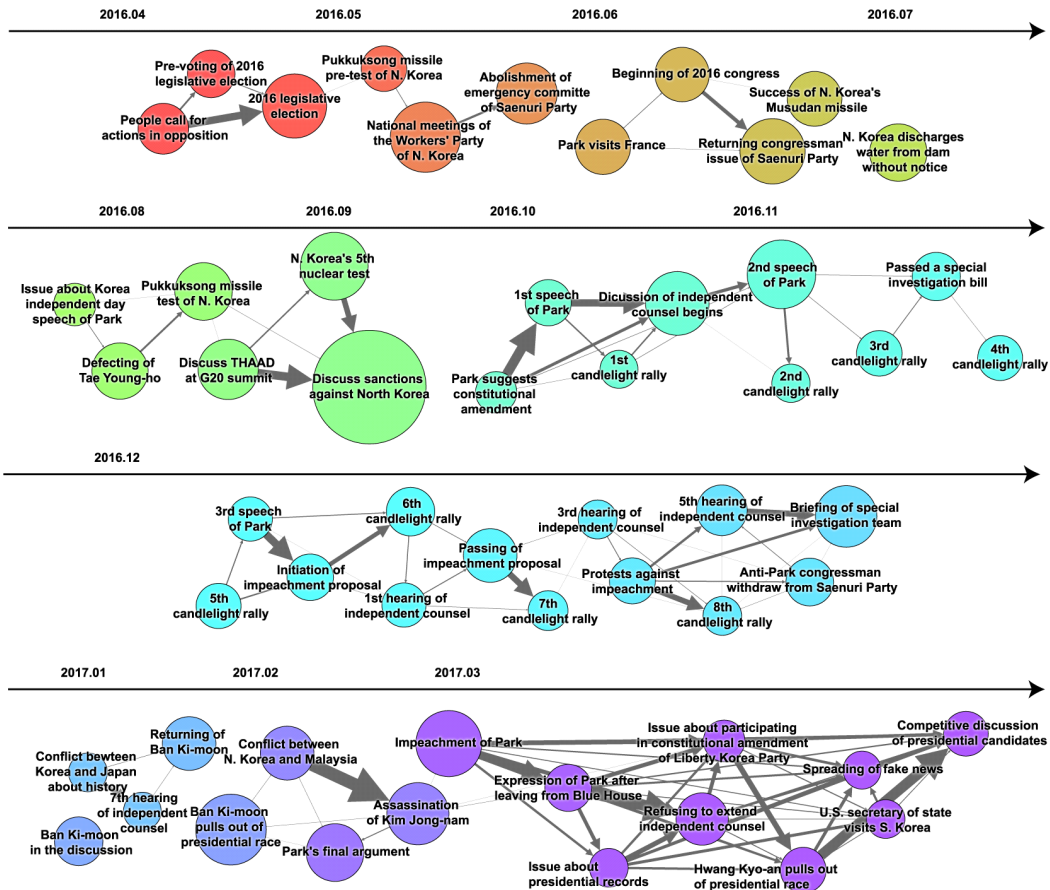 2016.04
2016.05
2016.06
2016.07
Pre-voting of 2016
legislative election
People call for
actions in opposition
2016 legislative
election
Pukkuksong missile
pre-test of N. Korea
National meetings of
the Workers' Party
of N. Korea
Abolishment of
emergency committe
of Saenuri Party
Park visits France
Beginning of 2016 congress
Returning congressman
issue of Saenuri Party
Success of N. Korea's
Musudan missile
N. Korea discharges
water from dam
without notice
2016.08
2016.09
2016.10
2016.11
Issue about Korea
independent day
speech of Park
Defecting of
Tae Young-ho
Pukkuksong missile
test of N. Korea
Discuss THAAD
at G20 summit
N. Korea's 5th
nuclear test
Discuss sanctions
against North Korea
Park suggests
constitutional
amendment
1st speech
of Park
1st
candlelight rally
Dicussion of independent
counsel begins
2nd speech
of Park
2nd
candlelight rally
3rd
candlelight rally
Passed a special
investigation bill
4th
candlelight rally
2016.12
3rd speech
of Park
5th
candlelight rally
Initiation of
impeachment proposal
6th
candlelight rally
1st hearing of
independent counsel
Passing of
impeachment proposal
7th
candlelight rally
3rd hearing of
independent counsel
Protests against
impeachment
5th hearing of
independent counsel
8th
candlelight rally
Briefing of special
investigation team
Anti-Park congressman
withdraw from Saenuri Party
2017.01
2017.02
2017.03
Conflict bewteen
Korea and Japan
about history
Ban Ki-moon
in the discussion
7th hearing
of independent
counsel
Returning of
Ban Ki-moon
Ban Ki-moon
pulls out of
presidential race
Conflict between
N. Korea and Malaysia
Park's final argument
Assassination
of Kim Jong-nam
Impeachment of Park
Expression of Park after
leaving from Blue House
Issue about
presidential records
Issue about participating
in constitutional amendment
of Liberty Korea Party
Refusing to extend
independent counsel
Hwang Kyo-an pulls out
of presidential race
Spreading of fake news
U.S. secretary of state
visits S. Korea
Competitive discussion
of presidential candidates